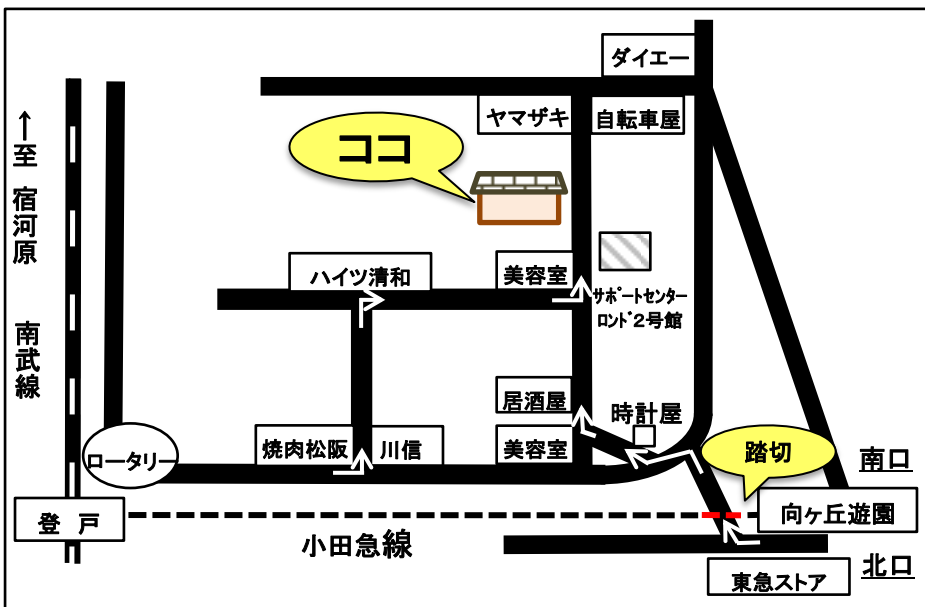 ダイエー
ヤマザキ
自転車屋
ココ
←至 宿河原 南武線
ハイツ清和
美容室
サポートセンター
ロンド2号館
居酒屋
時計屋
焼肉松阪
川信
美容室
踏切
ロータリー
南口
登 戸
向ヶ丘遊園
小田急線
北口
東急ストア